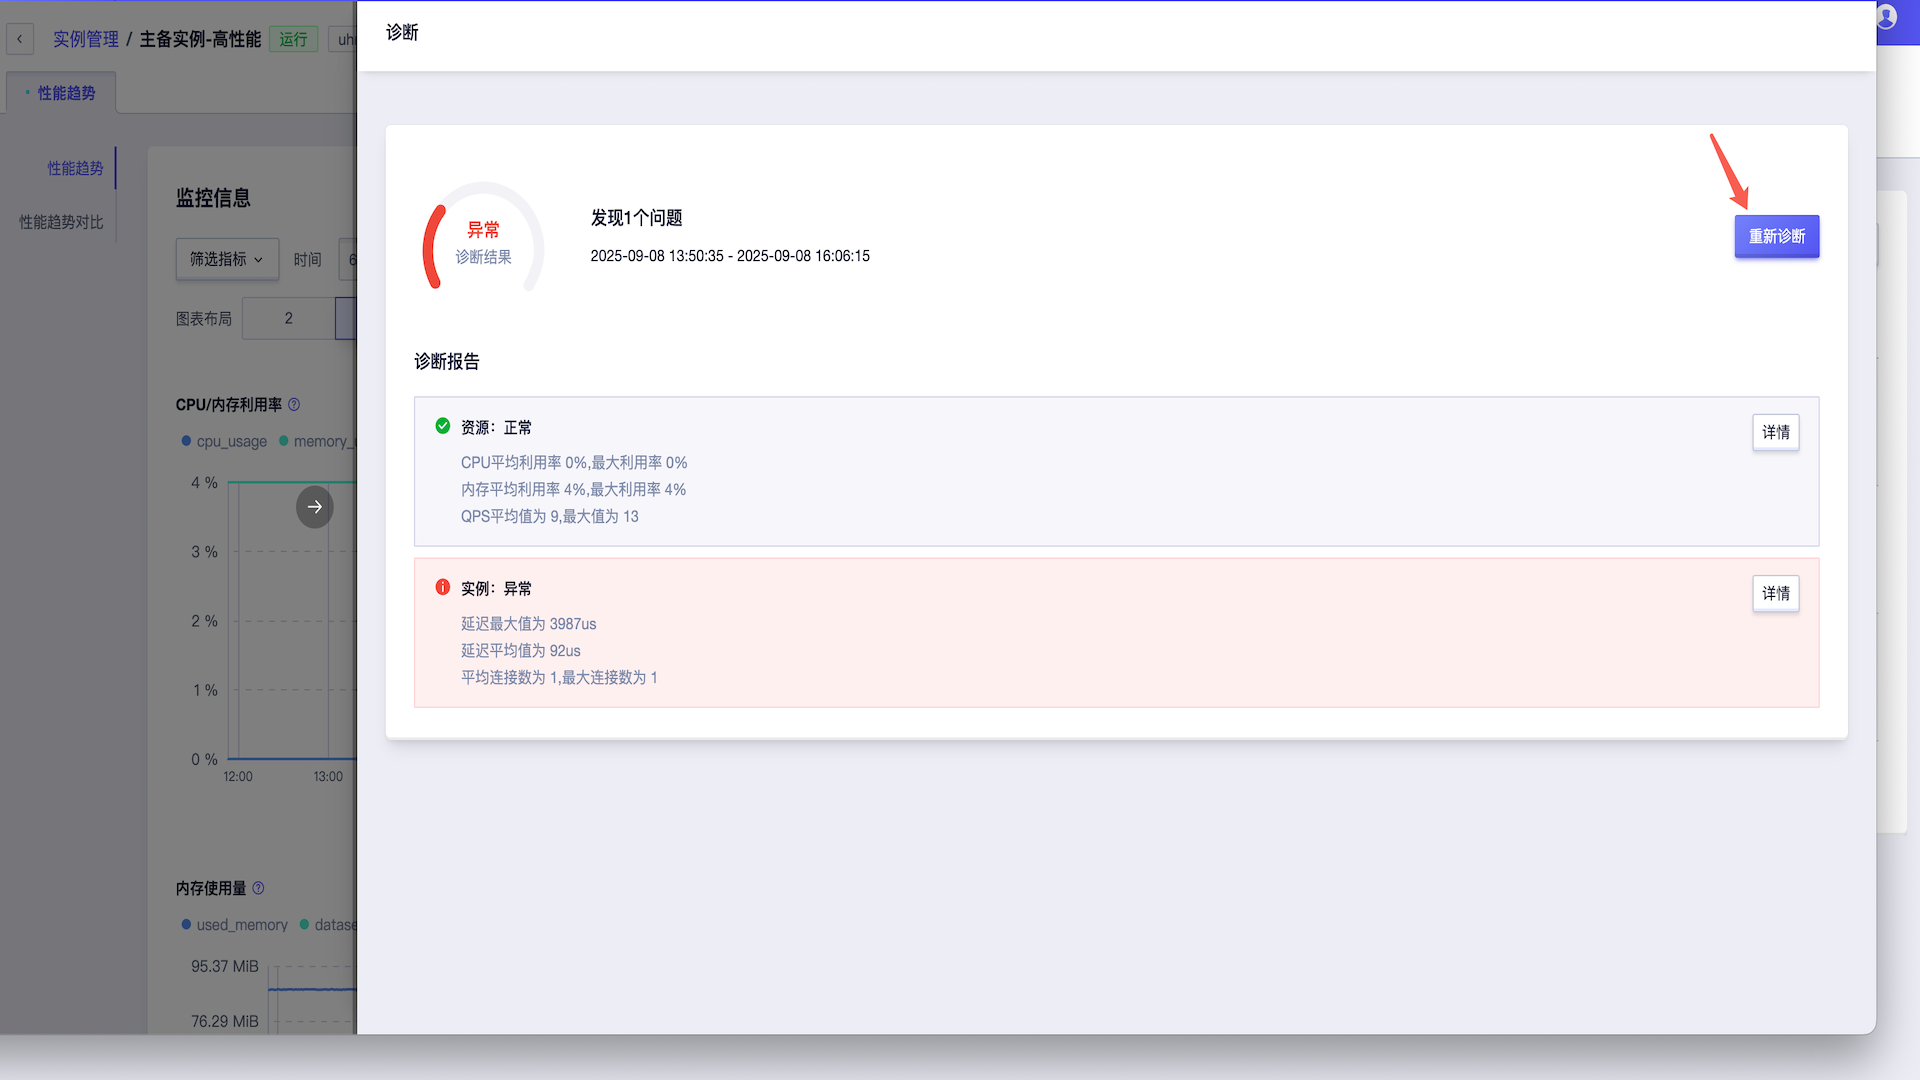 诊断
实例管理 / 主备实例-高性能 运行
性能趋势
性能趋势
性能趋势对比
监控信息
筛选指标 时间 6
图表布局 2
CPU/内存利用率
cpu_usage memory_
4 %
3 %
2 %
1 %
0 %
12:00 13:00
内存使用量
used_memory datase
95.37 MiB
76.29 MiB
异常
诊断结果
发现1个问题
2025-09-08 13:50:35 - 2025-09-08 16:06:15
重新诊断
诊断报告
资源：正常
详情
CPU平均利用率 0%,最大利用率 0%
内存平均利用率 4%,最大利用率 4%
QPS平均值为 9,最大值为 13
实例：异常
详情
延迟最大值为 3987us
延迟平均值为 92us
平均连接数为 1,最大连接数为 1